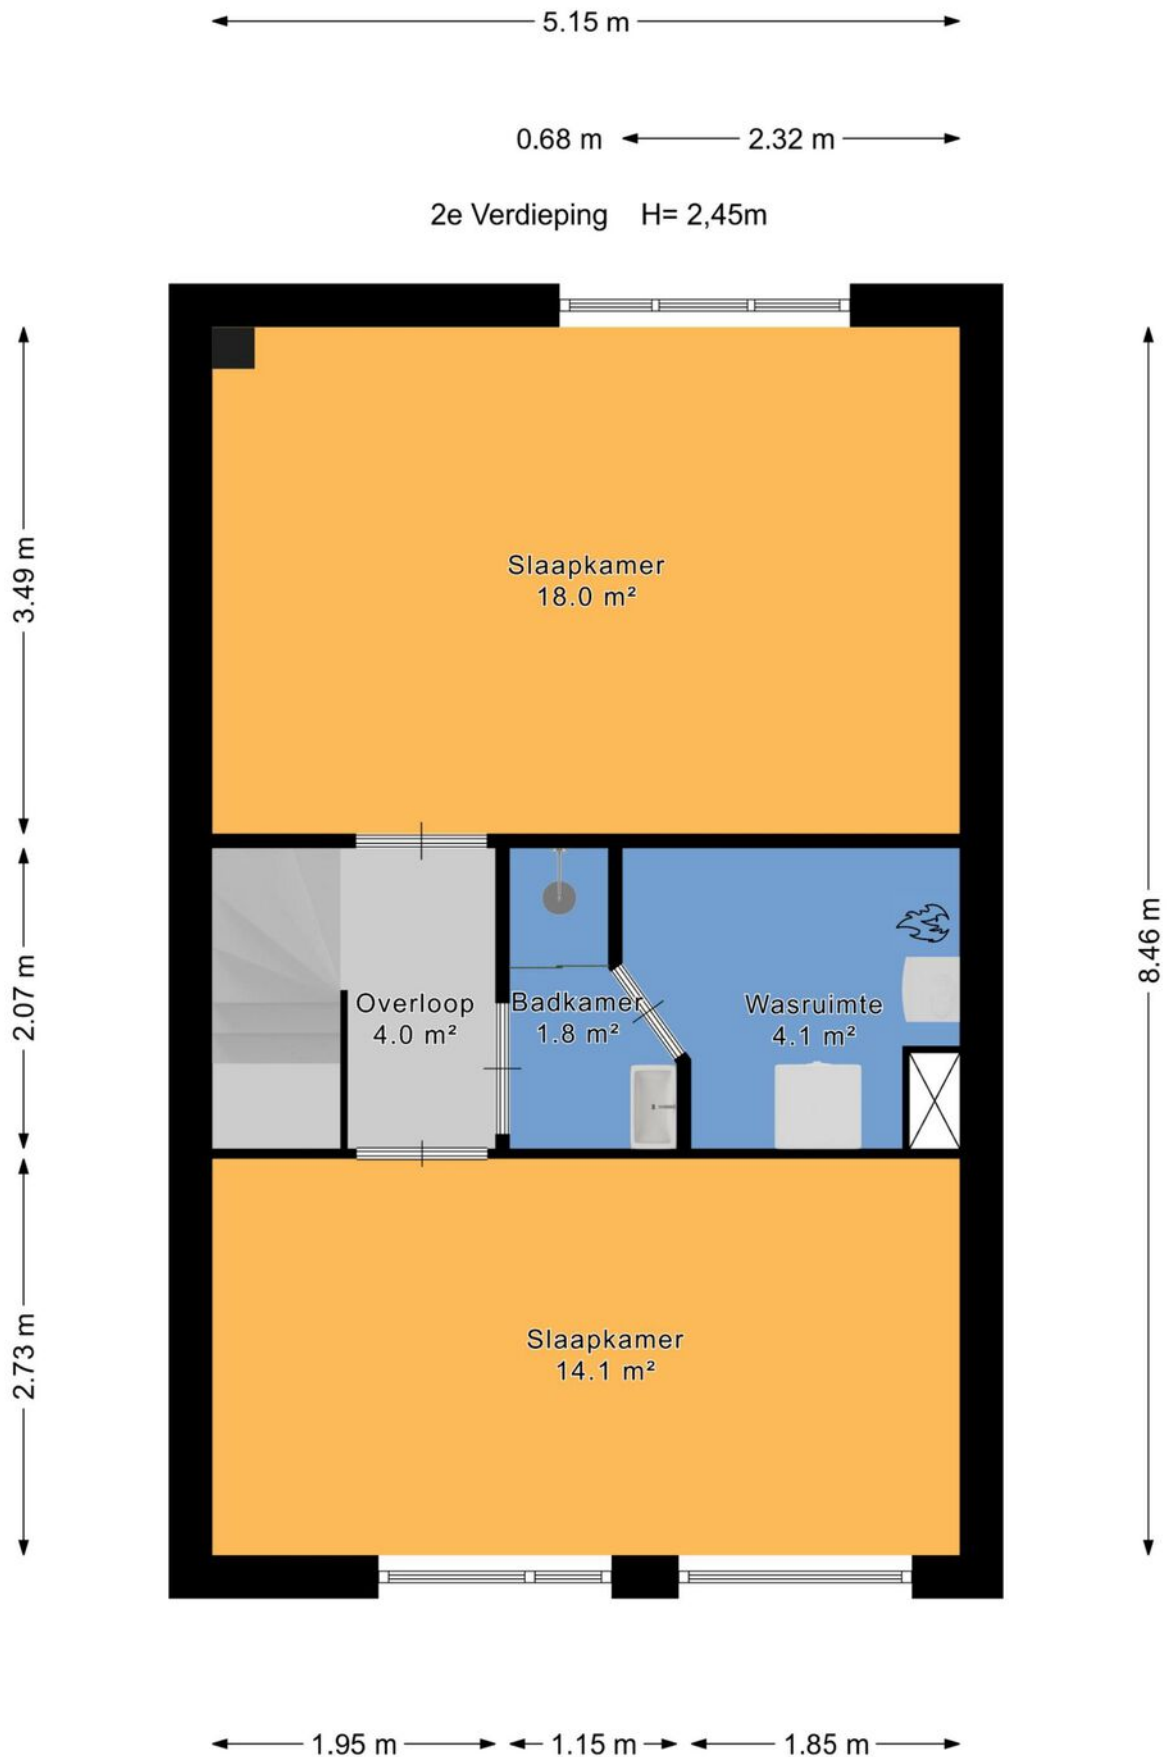 5.15 m
0.68 m 2.32 m
2e Verdieping H= 2,45m
3.49 m
Slaapkamer
18.0 m²
8.46 m
2.07 m
Overloop
4.0 m²
Badkamer
1.8 m²
Wasruimte
4.1 m²
2.73 m
Slaapkamer
14.1 m²
1.95 m 1.15 m 1.85 m